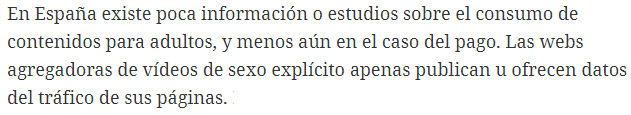 En España existe poca información o estudios sobre el consumo de
contenidos para adultos, y menos aún en el caso del pago. Las webs
agregadoras de vídeos de sexo explícito apenas publican u ofrecen datos
del tráfico de sus páginas.